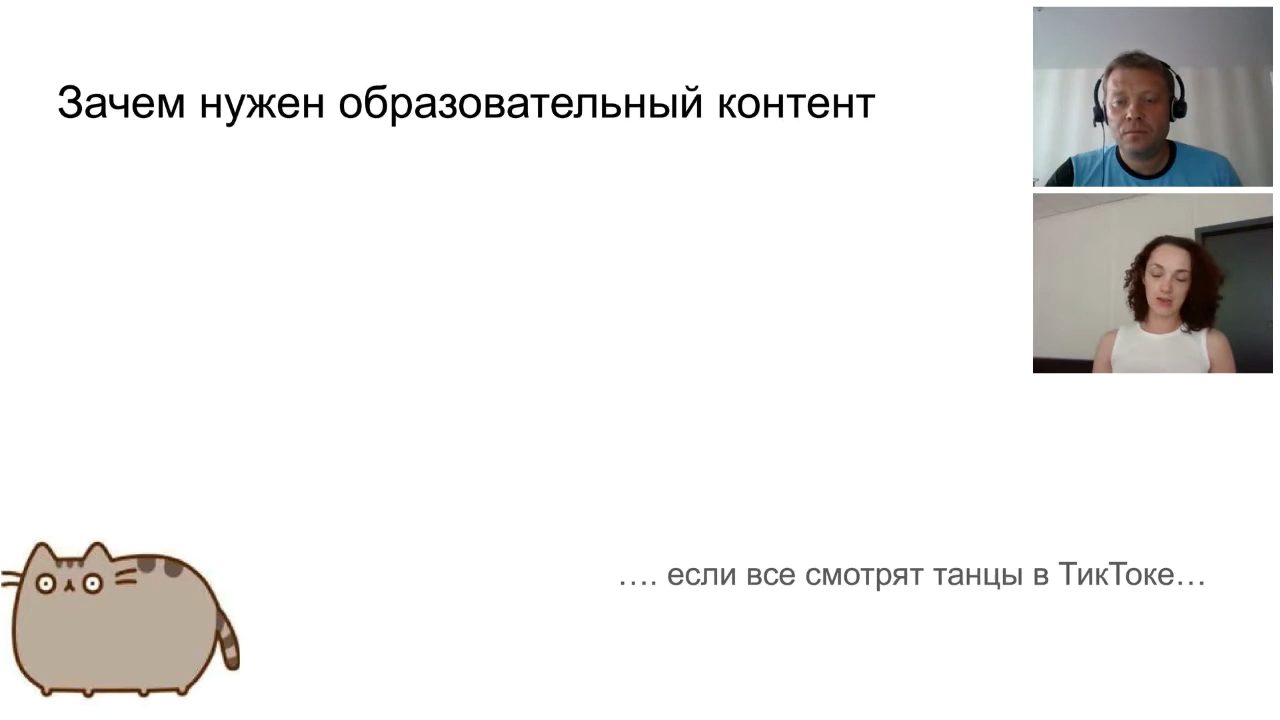 Зачем нужен образовательный контент
…. если все смотрят танцы в ТикТоке…